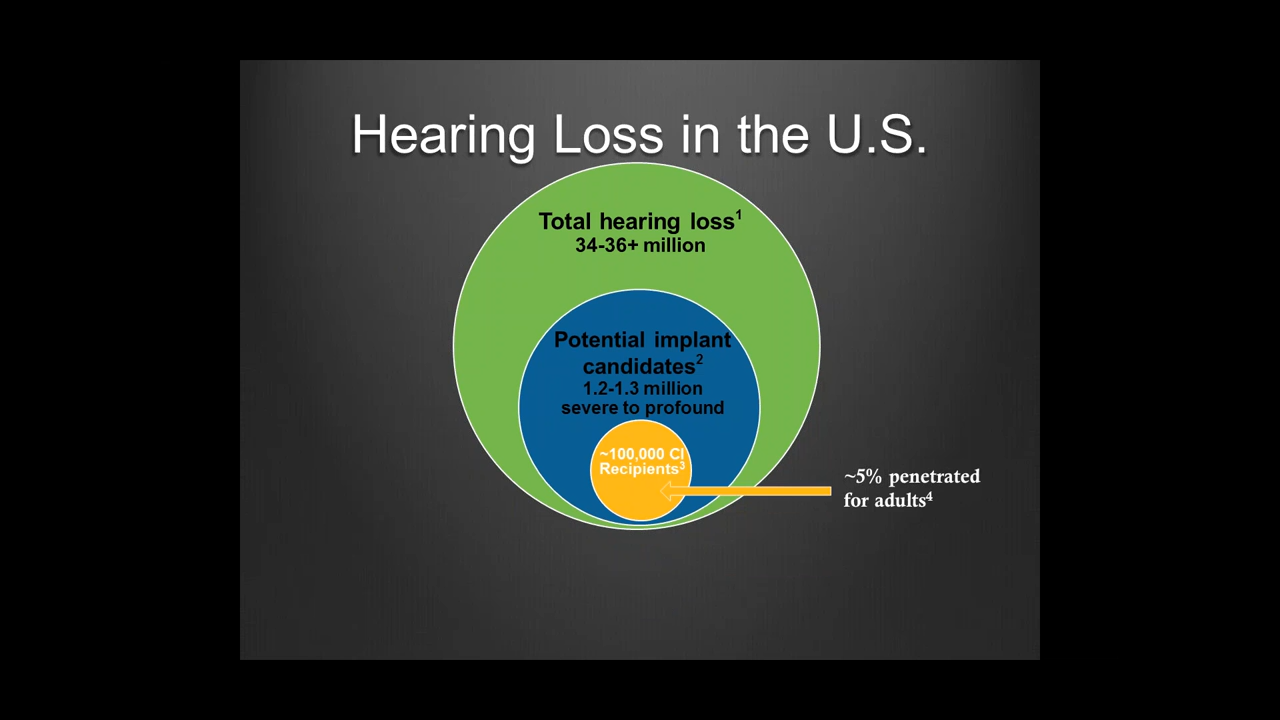 Hearing Loss in the U.S.
Total hearing loss¹
34-36+ million
Potential implant
candidates²
1.2-1.3 million
severe to profound
~100,000 CI
Recipients³
~5% penetrated
for adults⁴